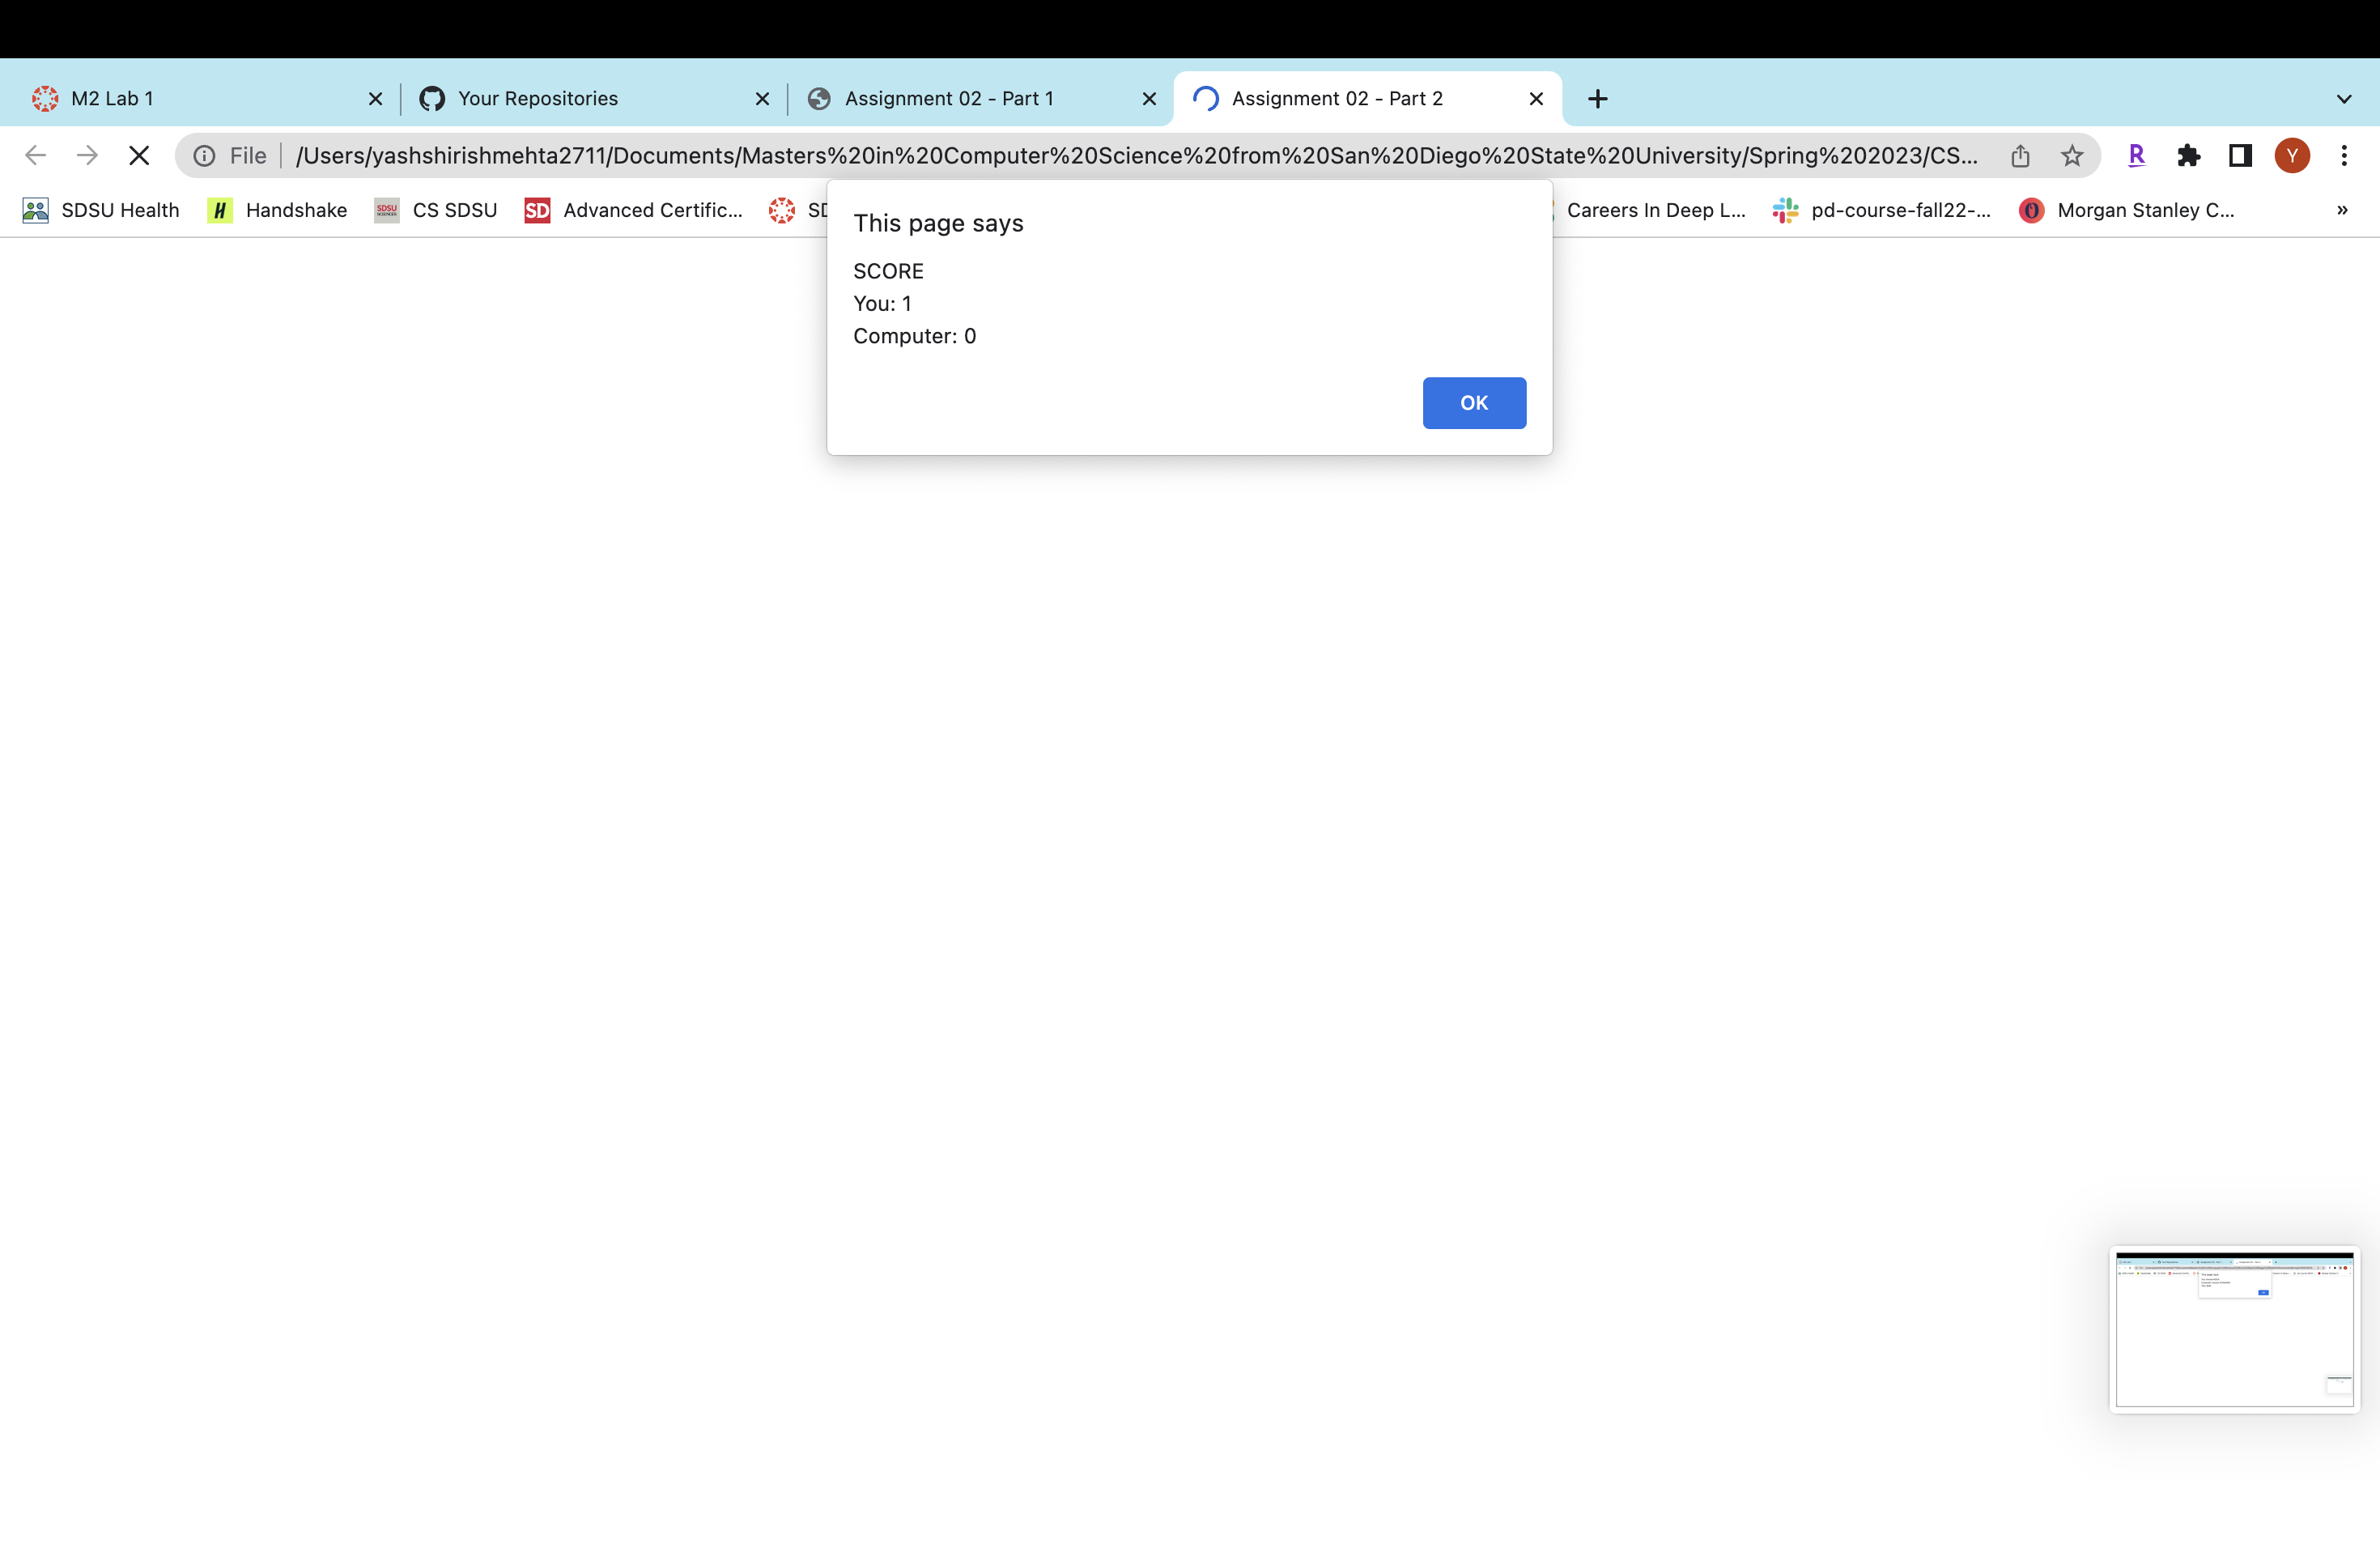 M2 Lab 1
Your Repositories
Assignment 02 - Part 1
Assignment 02 - Part 2
File /Users/yashshirishmehta2711/Documents/Masters%20in%20Computer%20Science%20from%20San%20Diego%20State%20University/Spring%202023/CS...
R
Y
SDSU Health
H Handshake
SDSU CS SDSU
SD Advanced Certific...
SD
Careers In Deep L...
pd-course-fall22-...
Morgan Stanley C...
»
This page says
SCORE
You: 1
Computer: 0
OK